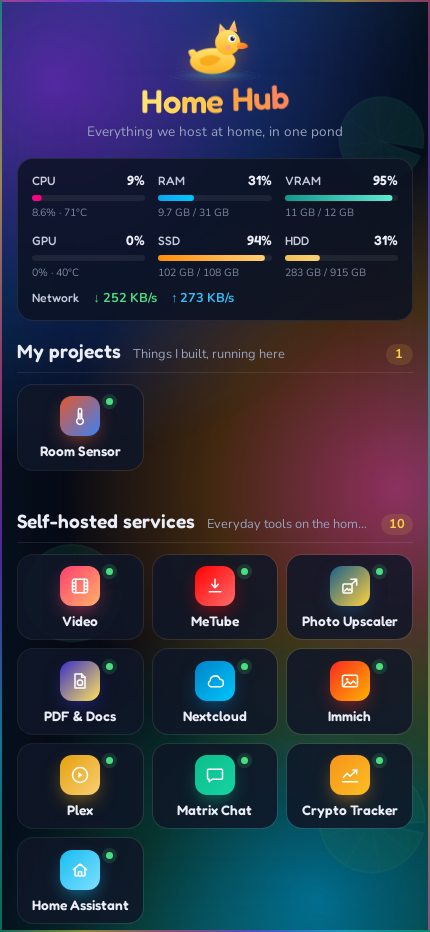 Home Hub
Everything we host at home, in one pond
CPU 9% RAM 31% VRAM 95%
8.6% · 71°C 9.7 GB / 31 GB 11 GB / 12 GB
GPU 0% SSD 94% HDD 31%
0% · 40°C 102 GB / 108 GB 283 GB / 915 GB
Network ↓ 252 KB/s ↑ 273 KB/s
My projects Things I built, running here 1
Room Sensor
Self-hosted services Everyday tools on the hom... 10
Video MeTube Photo Upscaler
PDF & Docs Nextcloud Immich
Plex Matrix Chat Crypto Tracker
Home Assistant